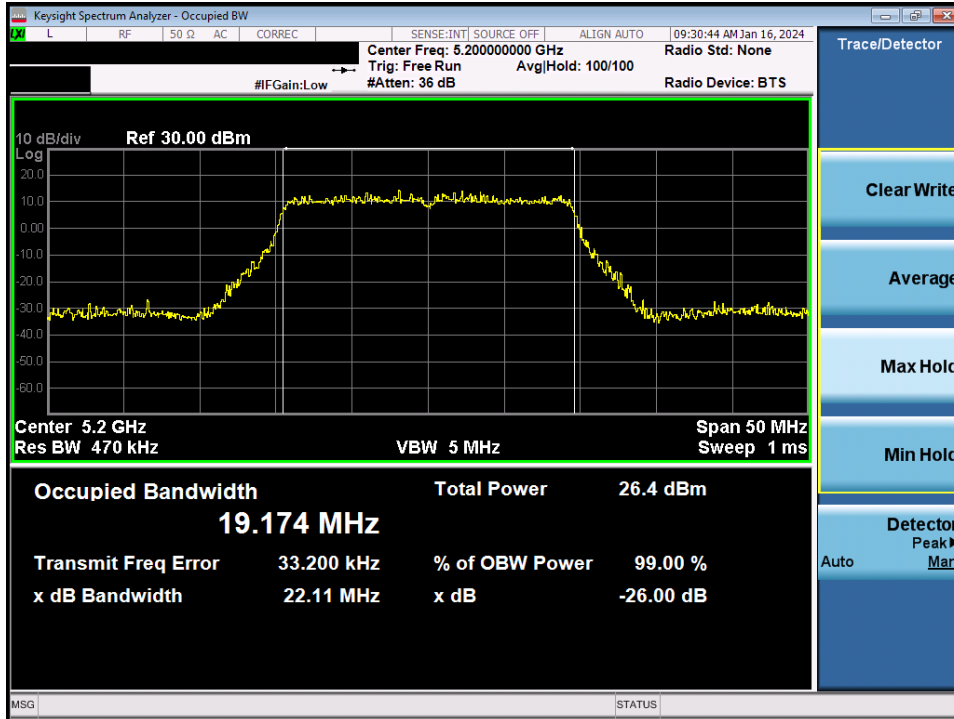 Keysight Spectrum Analyzer - Occupied BW
LXI L RF 50 Ω AC CORREC SENSE:INT SOURCE OFF ALIGN AUTO 09:30:44 AM Jan 16, 2024
Center Freq: 5.200000000 GHz Radio Std: None
Trig: Free Run Avg|Hold: 100/100
#IFGain:Low #Atten: 36 dB Radio Device: BTS
Trace/Detector
10 dB/div Ref 30.00 dBm
Log
20.0
10.0
0.00
-10.0
-20.0
-30.0
-40.0
-50.0
-60.0
Center 5.2 GHz Span 50 MHz
Res BW 470 kHz VBW 5 MHz Sweep 1 ms
Occupied Bandwidth Total Power 26.4 dBm
19.174 MHz
Transmit Freq Error 33.200 kHz % of OBW Power 99.00 %
x dB Bandwidth 22.11 MHz x dB -26.00 dB
Clear Write
Average
Max Hold
Min Hold
Detector
Peak
Auto Man
MSG STATUS